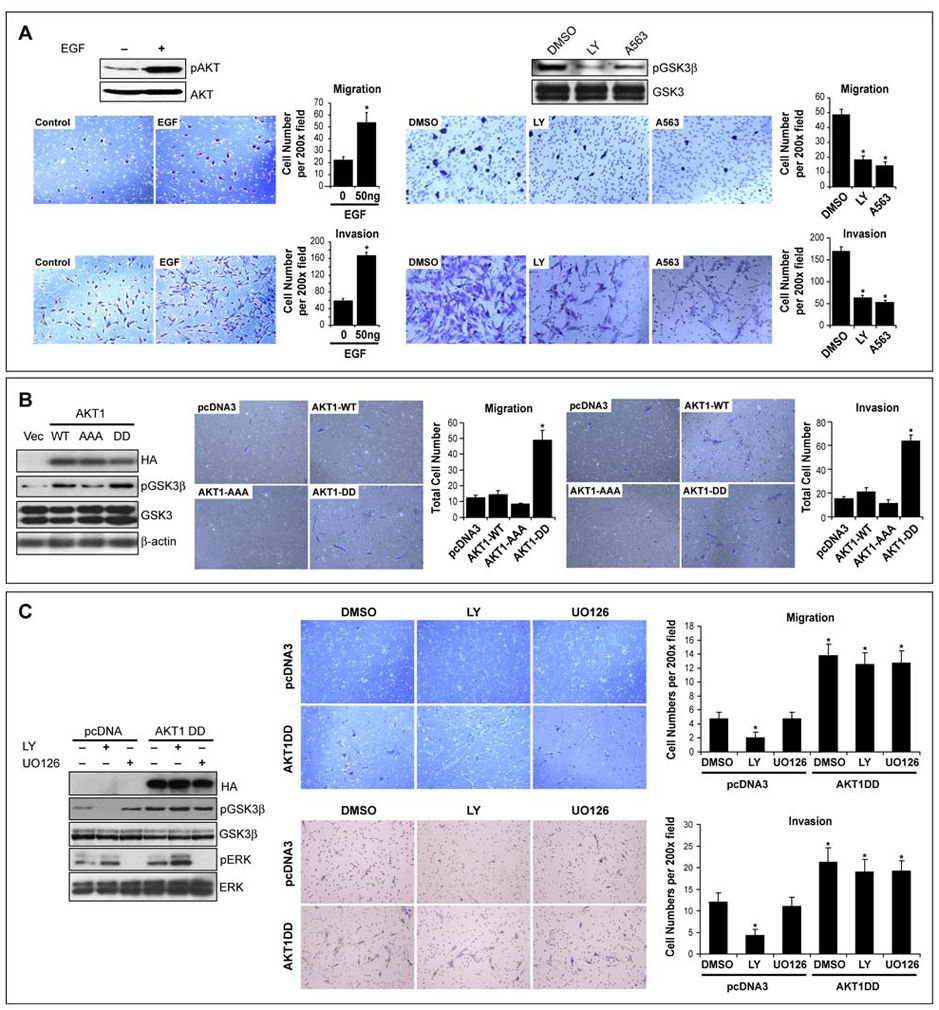 A
EGF – +
pAKT
AKT
Control
EGF
Migration
Cell Number
per 200x field
70
60
50
40
30
20
10
0
*
0 50ng
EGF
Control
EGF
Invasion
Cell Number
per 200x field
200
160
120
80
40
0
*
0 50ng
EGF
DMSO LY A563
pGSK3β
GSK3
DMSO
LY
A563
Migration
Cell Number
per 200x field
60
50
40
30
20
10
0
* *
DMSO LY A563
DMSO
LY
A563
Invasion
Cell Number
per 200x field
200
150
100
50
0
* *
DMSO LY A563
B
AKT1
Vec WT AAA DD
HA
pGSK3β
GSK3
β-actin
pcDNA3
AKT1-WT
AKT1-AAA
AKT1-DD
Migration
Total Cell Number
60
50
40
30
20
10
0
*
pcDNA3 AKT1-WT AKT1-AAA AKT1-DD
pcDNA3
AKT1-WT
AKT1-AAA
AKT1-DD
Invasion
Total Cell Number
80
60
40
20
0
*
pcDNA3 AKT1-WT AKT1-AAA AKT1-DD
C
pcDNA AKT1 DD
LY – + – – + –
UO126 – – + – – +
HA
pGSK3β
GSK3β
pERK
ERK
DMSO LY UO126
pcDNA3
AKT1DD
DMSO LY UO126
pcDNA3
AKT1DD
Migration
Cell Numbers per 200x field
18
16
14
12
10
8
6
4
2
0
* * * *
DMSO LY UO126 DMSO LY UO126
pcDNA3 AKT1DD
Invasion
Cell Numbers per 200x field
30
25
20
15
10
5
0
* * * *
DMSO LY UO126 DMSO LY UO126
pcDNA3 AKT1DD